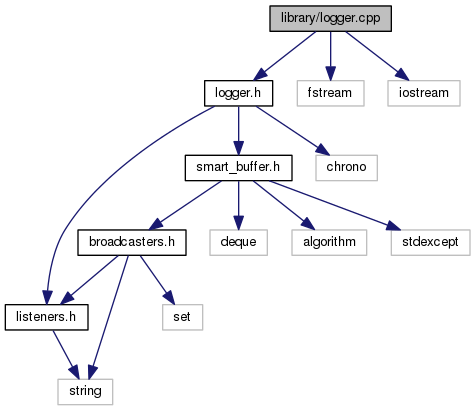 library/logger.cpp
logger.h
fstream
iostream
smart_buffer.h
chrono
broadcasters.h
deque
algorithm
stdexcept
listeners.h
set
string